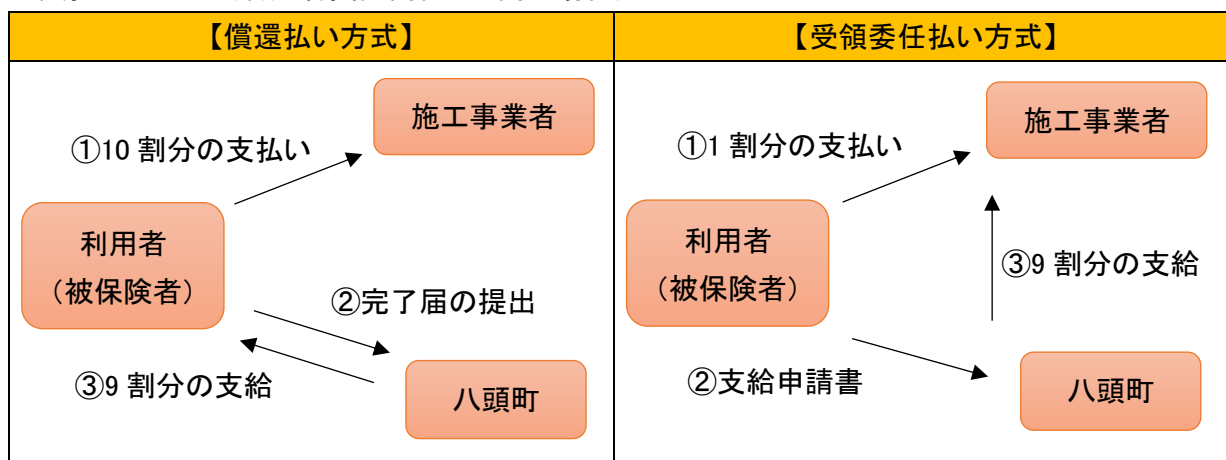 【償還払い方式】
施工事業者
①10 割分の支払い
利用者
（被保険者）
②完了届の提出
③9 割分の支給
八頭町
【受領委任払い方式】
施工事業者
①1 割分の支払い
利用者
（被保険者）
③9 割分の支給
②支給申請書
八頭町